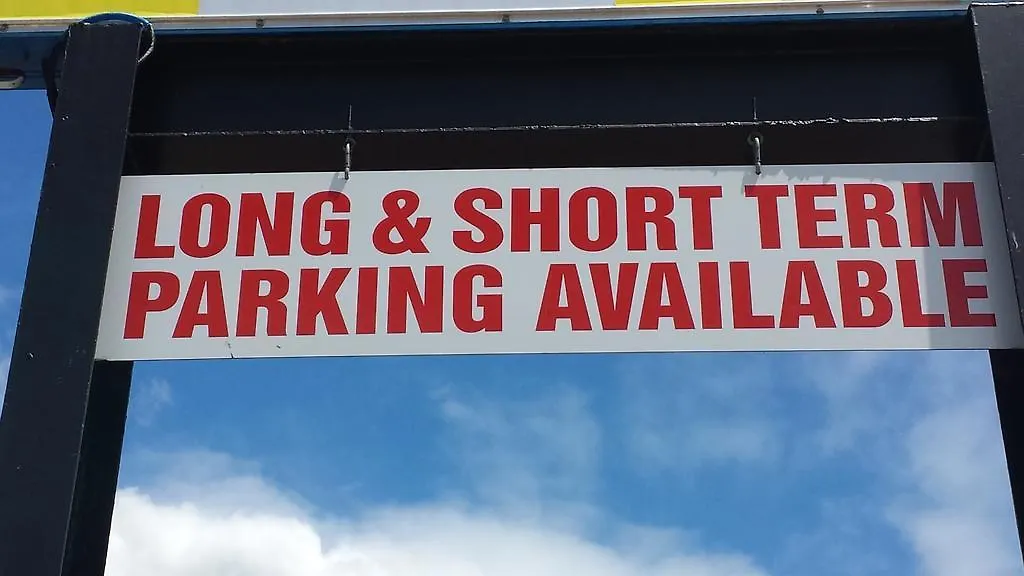 LONG & SHORT TERM
PARKING AVAILABLE